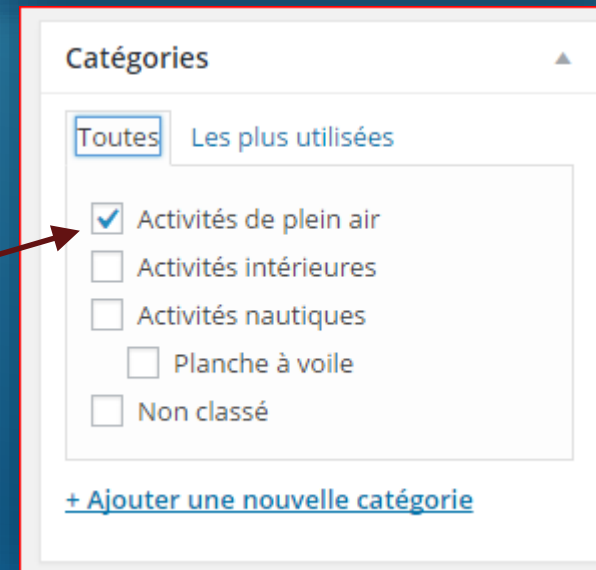 Catégories
Toutes Les plus utilisées
Activités de plein air
Activités intérieures
Activités nautiques
Planche à voile
Non classé
+ Ajouter une nouvelle catégorie